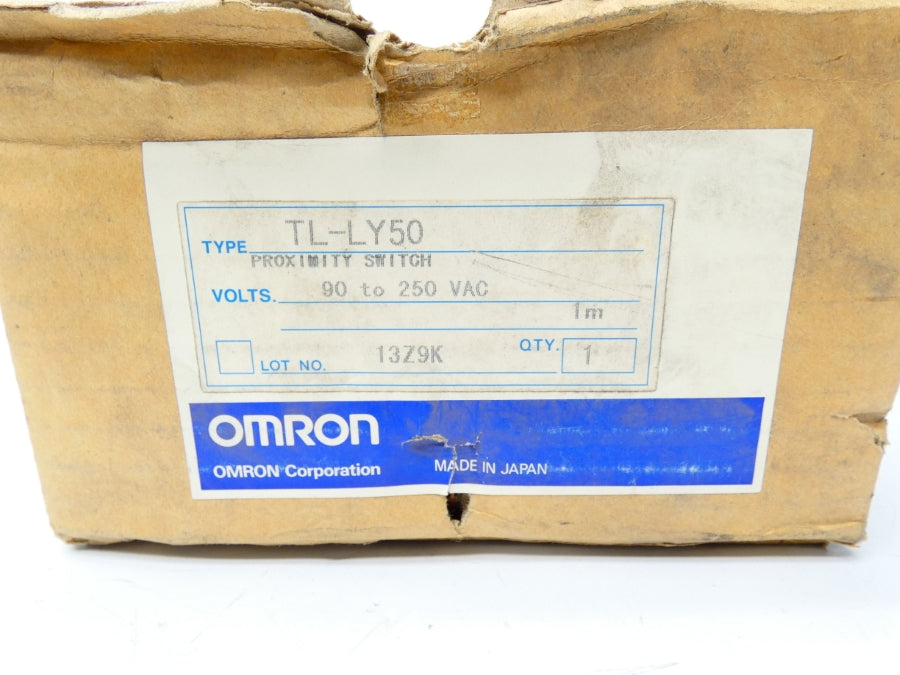 TYPE TL-LY50
PROXIMITY SWITCH
VOLTS. 90 to 250 VAC
1m
LOT NO. 13Z9K QTY. 1
OMRON
OMRON Corporation MADE IN JAPAN